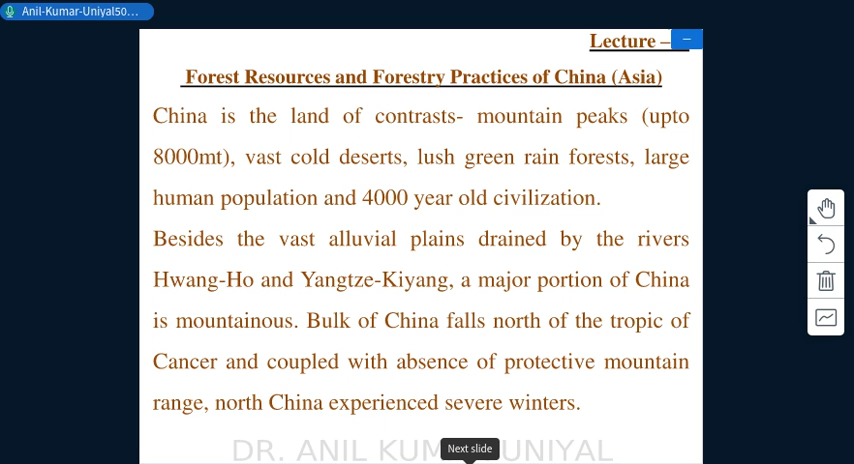 Anil-Kumar-Uniyal50...
Lecture –
Forest Resources and Forestry Practices of China (Asia)
China is the land of contrasts- mountain peaks (upto
8000mt), vast cold deserts, lush green rain forests, large
human population and 4000 year old civilization.
Besides the vast alluvial plains drained by the rivers
Hwang-Ho and Yangtze-Kiyang, a major portion of China
is mountainous. Bulk of China falls north of the tropic of
Cancer and coupled with absence of protective mountain
range, north China experienced severe winters.
DR. ANIL KUM UNIYAL
Next slide